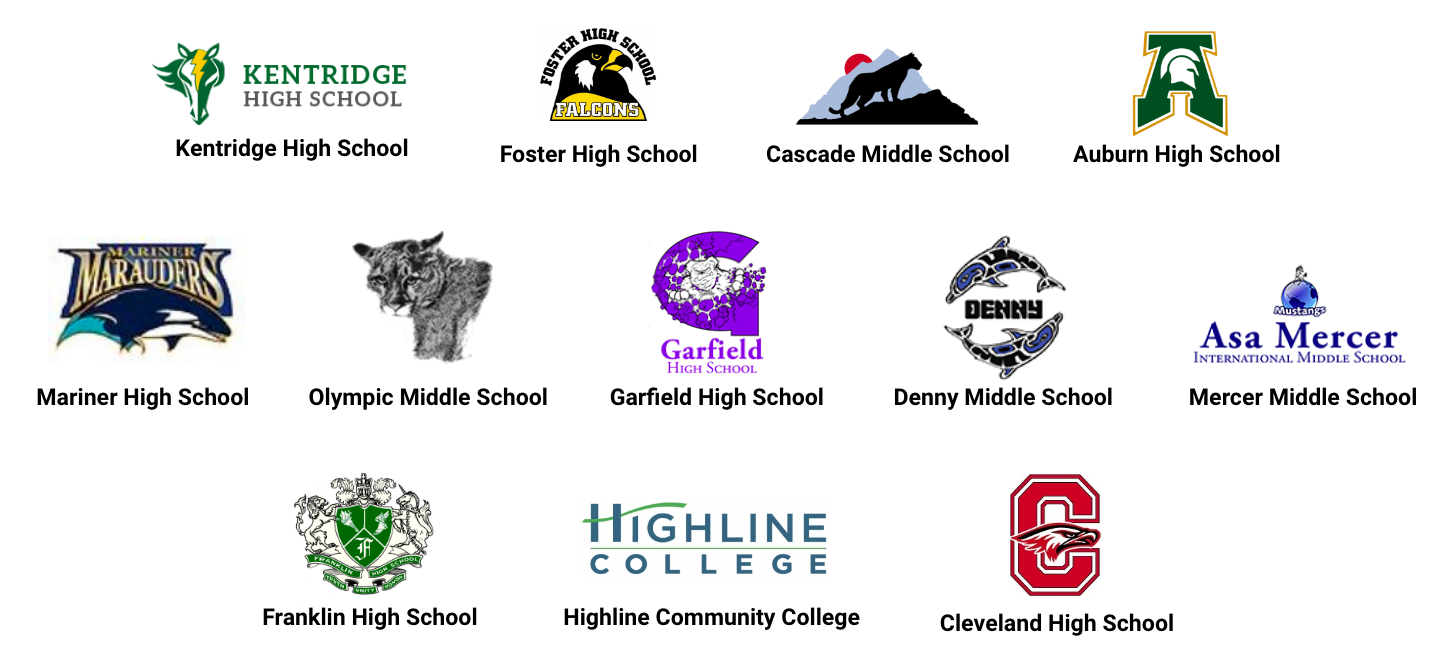 KENTRIDGE
HIGH SCHOOL
Kentridge High School
FOSTER HIGH SCHOOL
FALCONS
Foster High School
Cascade Middle School
A
Auburn High School
MARINER
MARAUDERS
Mariner High School
Olympic Middle School
G
Garfield
HIGH SCHOOL
Garfield High School
DENNY
Denny Middle School
Mustangs
Asa Mercer
INTERNATIONAL MIDDLE SCHOOL
Mercer Middle School
F
FRANKLIN HIGH SCHOOL
UNITY
Franklin High School
HIGHLINE
COLLEGE
Highline Community College
C
Cleveland High School